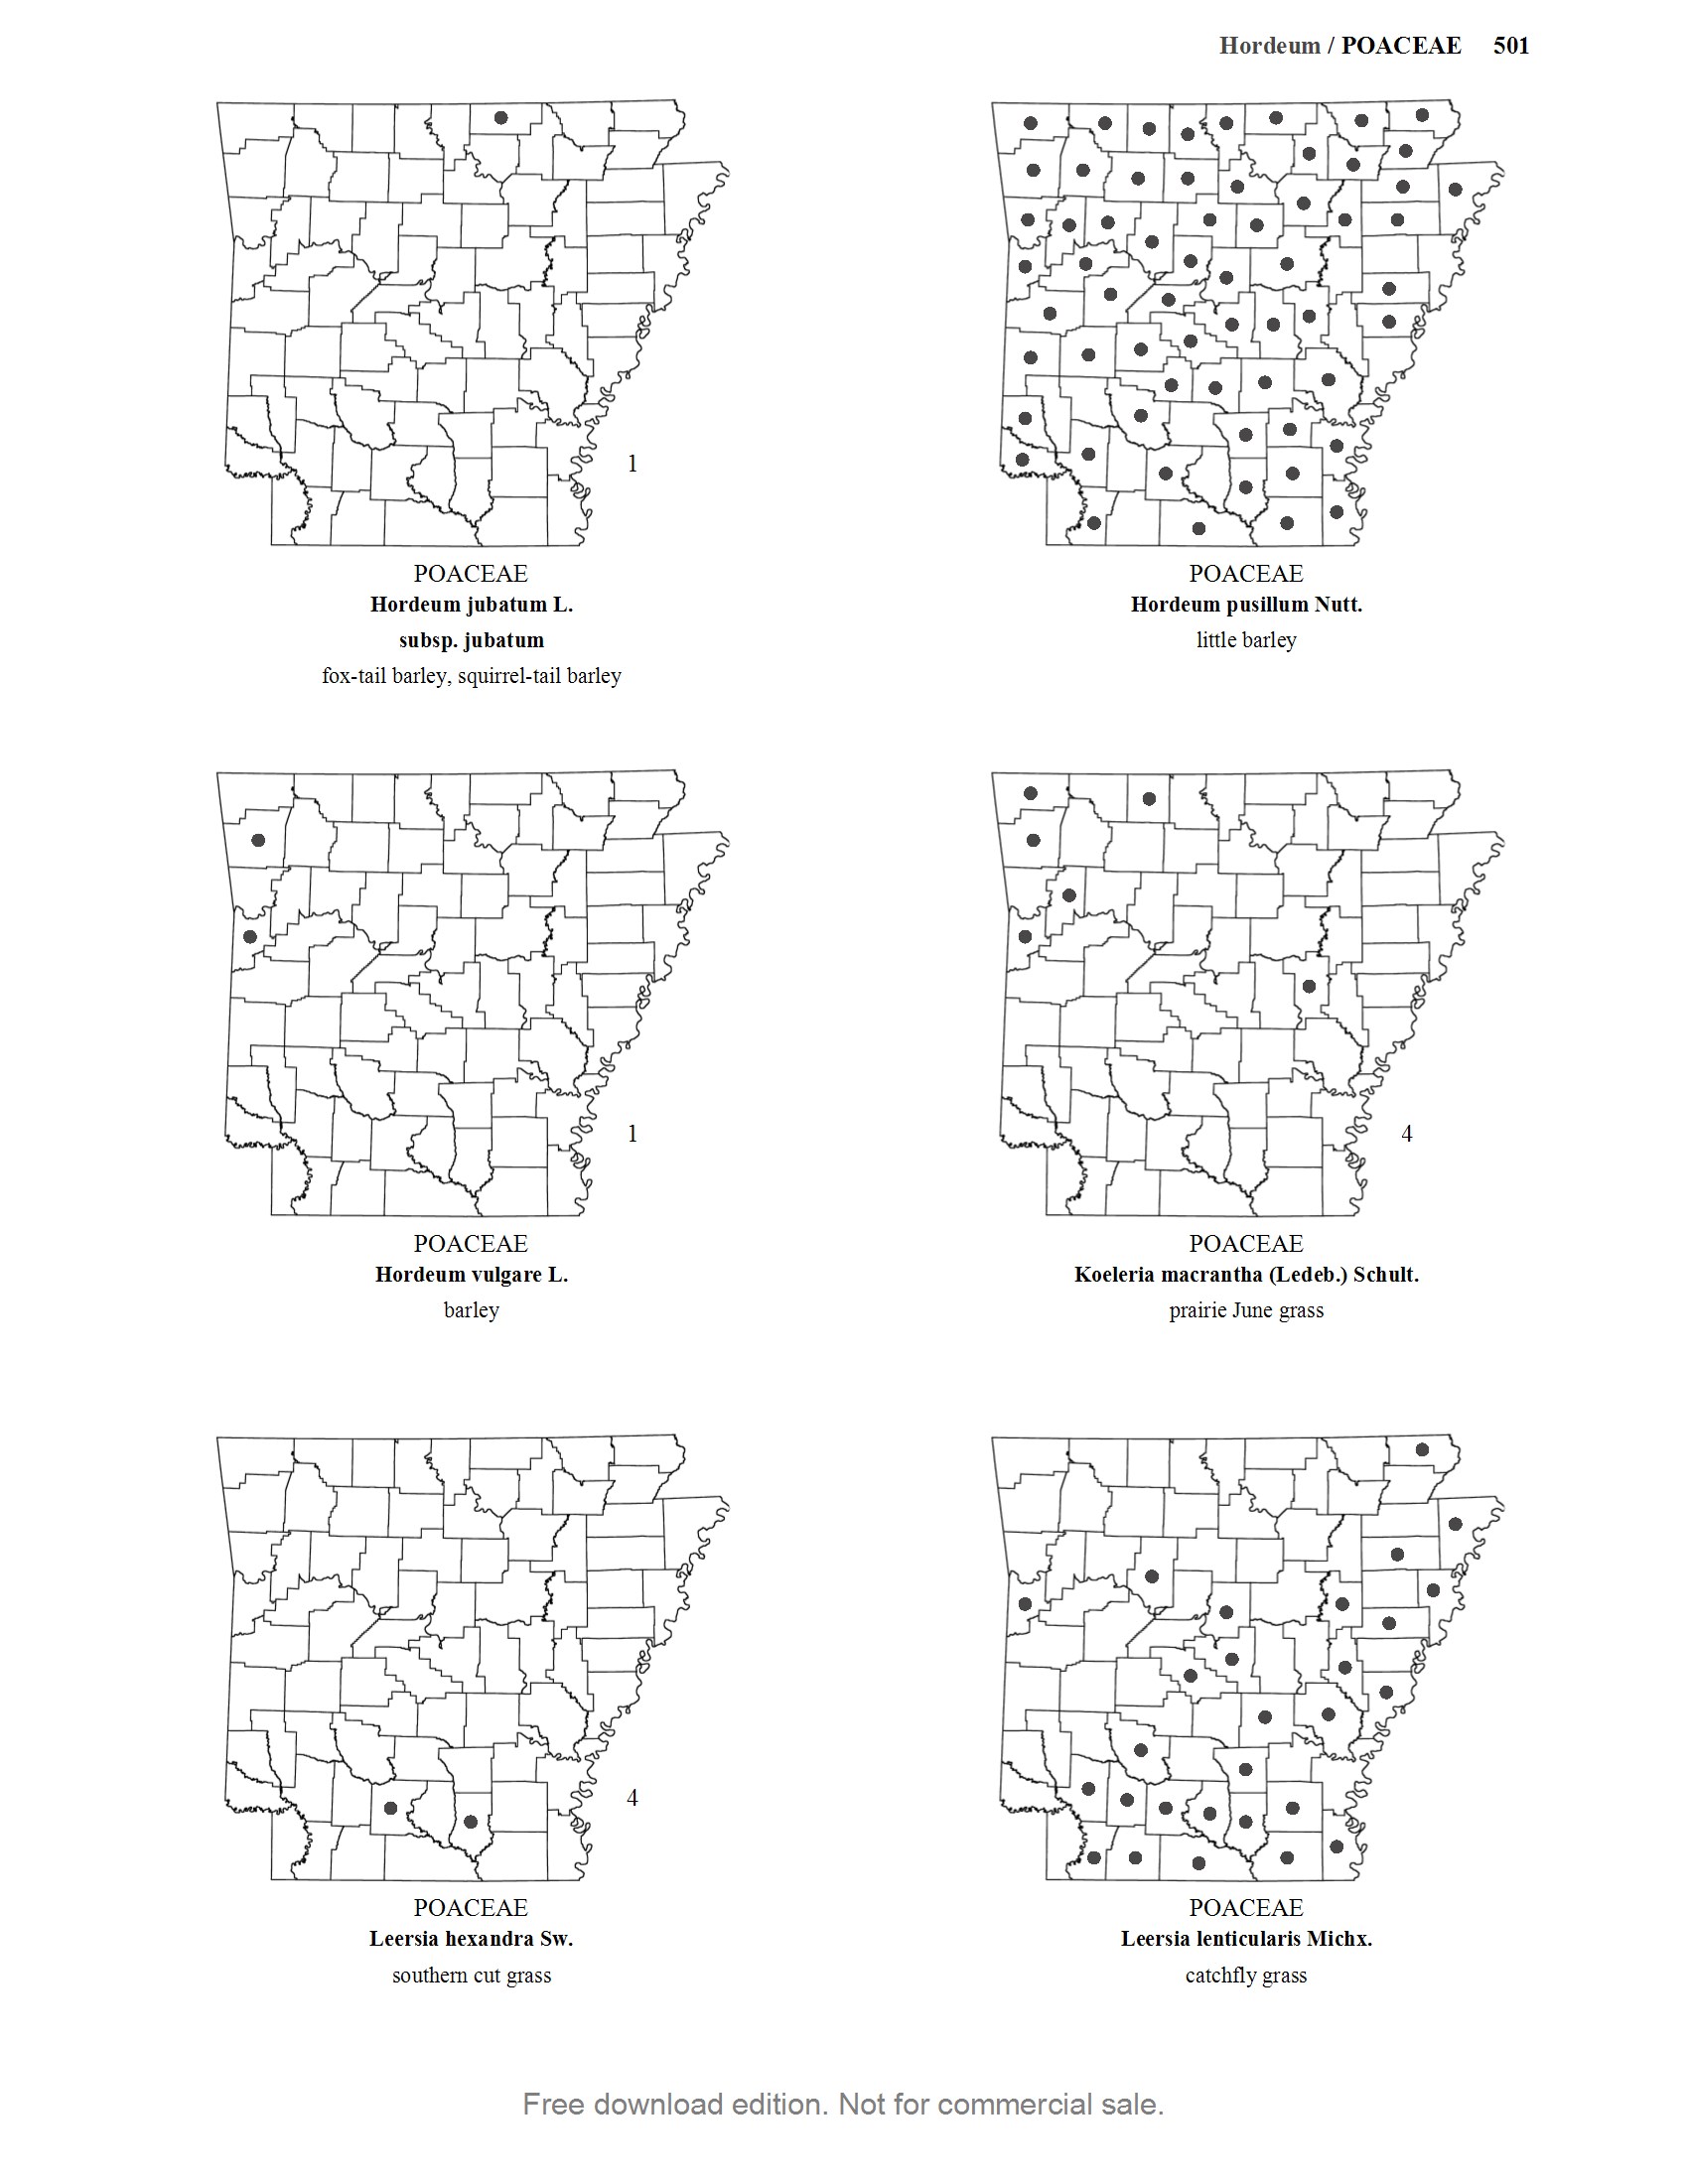 Hordeum / POACEAE 501
1
POACEAE
Hordeum jubatum L.
subsp. jubatum
fox-tail barley, squirrel-tail barley
POACEAE
Hordeum pusillum Nutt.
little barley
1
POACEAE
Hordeum vulgare L.
barley
4
POACEAE
Koeleria macrantha (Ledeb.) Schult.
prairie June grass
4
POACEAE
Leersia hexandra Sw.
southern cut grass
POACEAE
Leersia lenticularis Michx.
catchfly grass
Free download edition. Not for commercial sale.